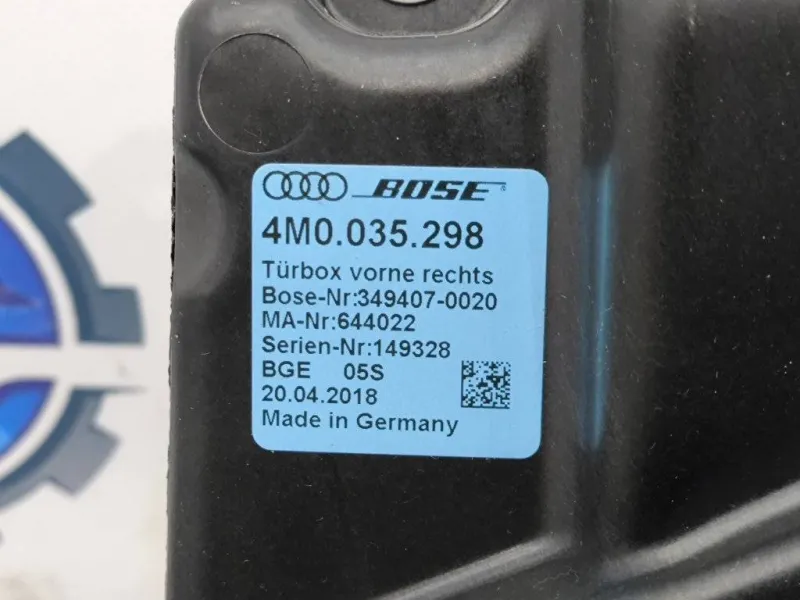 BOSE
4M0.035.298
Türbox vorne rechts
Bose-Nr:349407-0020
MA-Nr:644022
Serien-Nr:149328
BGE 05S
20.04.2018
Made in Germany